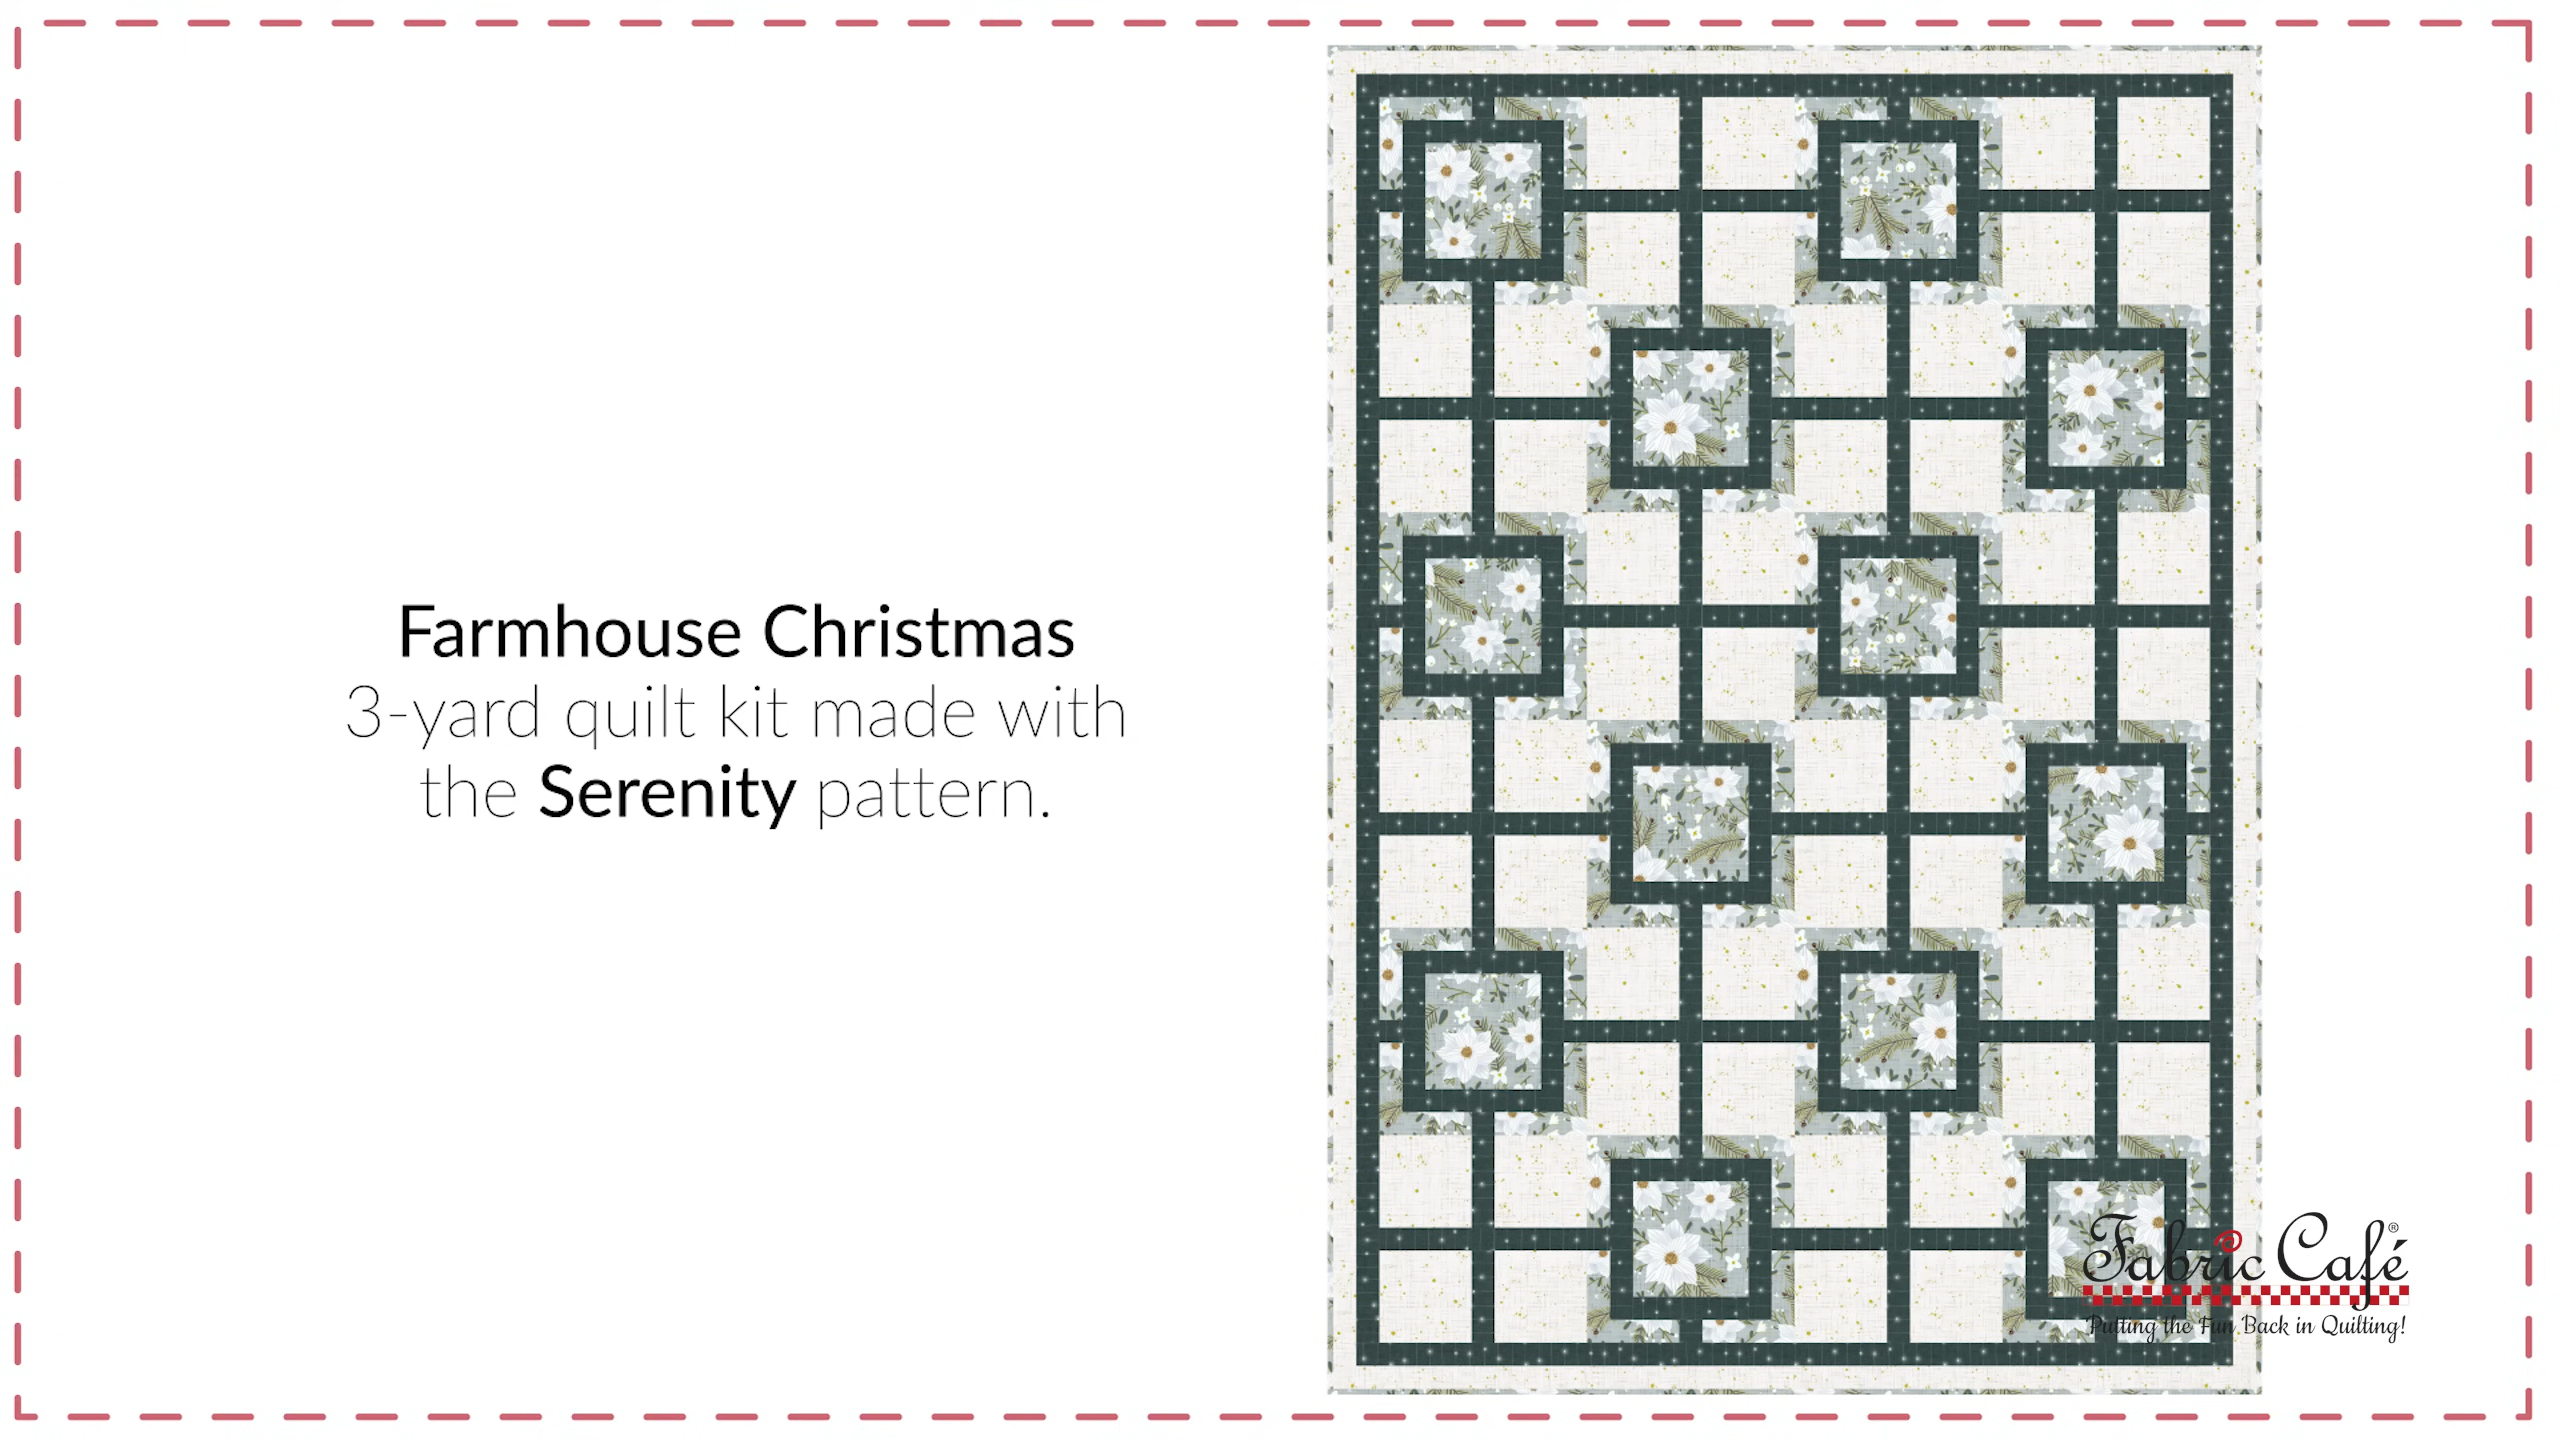 Farmhouse Christmas
3-yard quilt kit made with
the Serenity pattern.
Fabric Café®
Putting the Fun Back in Quilting!